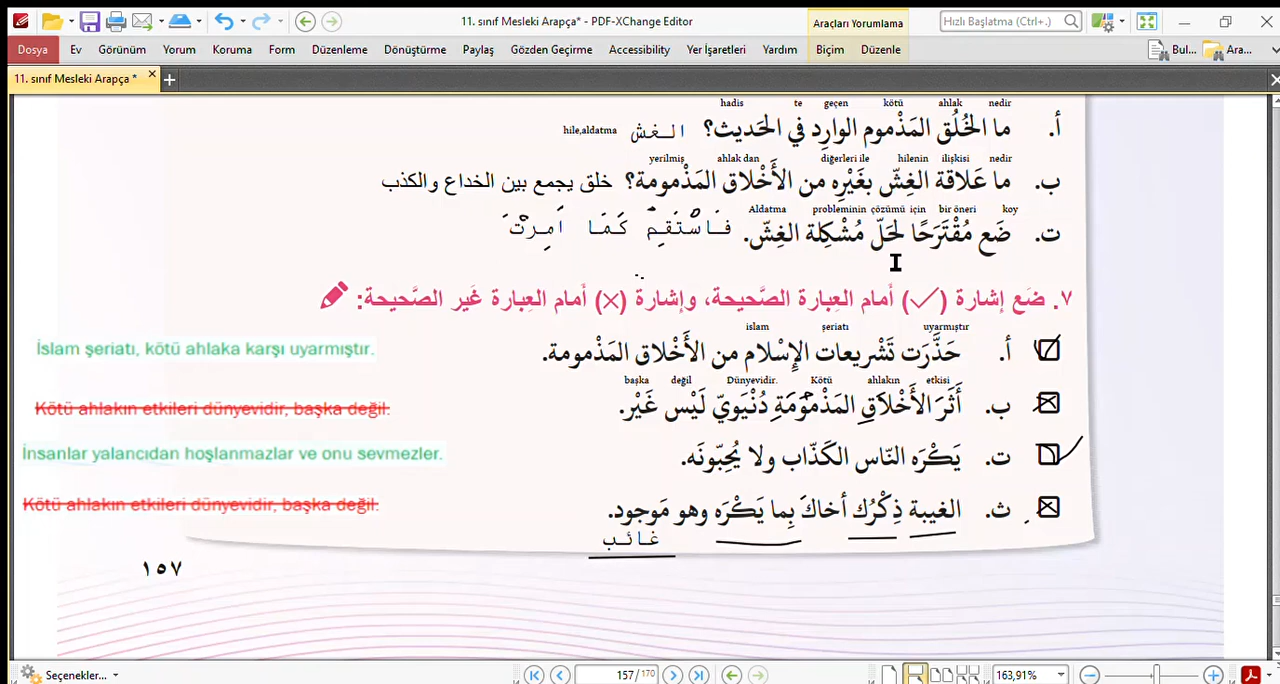 11. sınıf Mesleki Arapça* - PDF-XChange Editor
Araçları Yorumlama
Hızlı Başlatma (Ctrl+.)
Dosya Ev Görünüm Yorum Koruma Form Düzenleme Dönüştürme Paylaş Gözden Geçirme Accessibility Yer İşaretleri Yardım Biçim Düzenle Bul... Ara...
11. sınıf Mesleki Arapça *
hadis te geçen kötü ahlak nedir
أ. ما الخُلُق المَذْموم الوارِد في الحَديث؟ الغش hile,aldatma
yerilmiş ahlak dan diğerleri ile hilenin ilişkisi nedir
ب. ما عَلاقة الغِشّ بغَيْرِه من الأَخْلاق المَذْمومة؟ خلق يجمع بين الخداع والكذب
Aldatma probleminin çözümü için bir öneri koy
ت. ضَع مُقْتَرَحًا لحَلّ مُشْكِلة الغِشّ. فَاسْتَقِمْ كَمَا أُمِرْتَ
٧. ضَع إشارة (✓) أمام العِبارة الصَّحيحة، وإشارة (×) أمام العِبارة غَير الصَّحيحة:
islam şeriatı uyarmıştır
أ. حَذَّرَت تَشْريعات الإِسْلام من الأَخْلاق المَذْمومة.
İslam şeriatı, kötü ahlaka karşı uyarmıştır.
başka değil Dünyevidir. Kötü ahlakın etkisi
ب. أَثَرَ الأَخْلاَقِ المَذْمُومَةِ دُنْيَويّ لَيْس غَيْر.
Kötü ahlakın etkileri dünyevidir, başka değil.
ت. يَكْرَه النّاس الكَذّاب ولا يُحِبّونَه.
İnsanlar yalancıdan hoşlanmazlar ve onu sevmezler.
ث. الغيبة ذِكْرُك أخاكَ بِما يَكْرَه وهو مَوجود.
Kötü ahlakın etkileri dünyevidir, başka değil.
غائب
١٥٧
Seçenekler... 157 / 170 163,91%